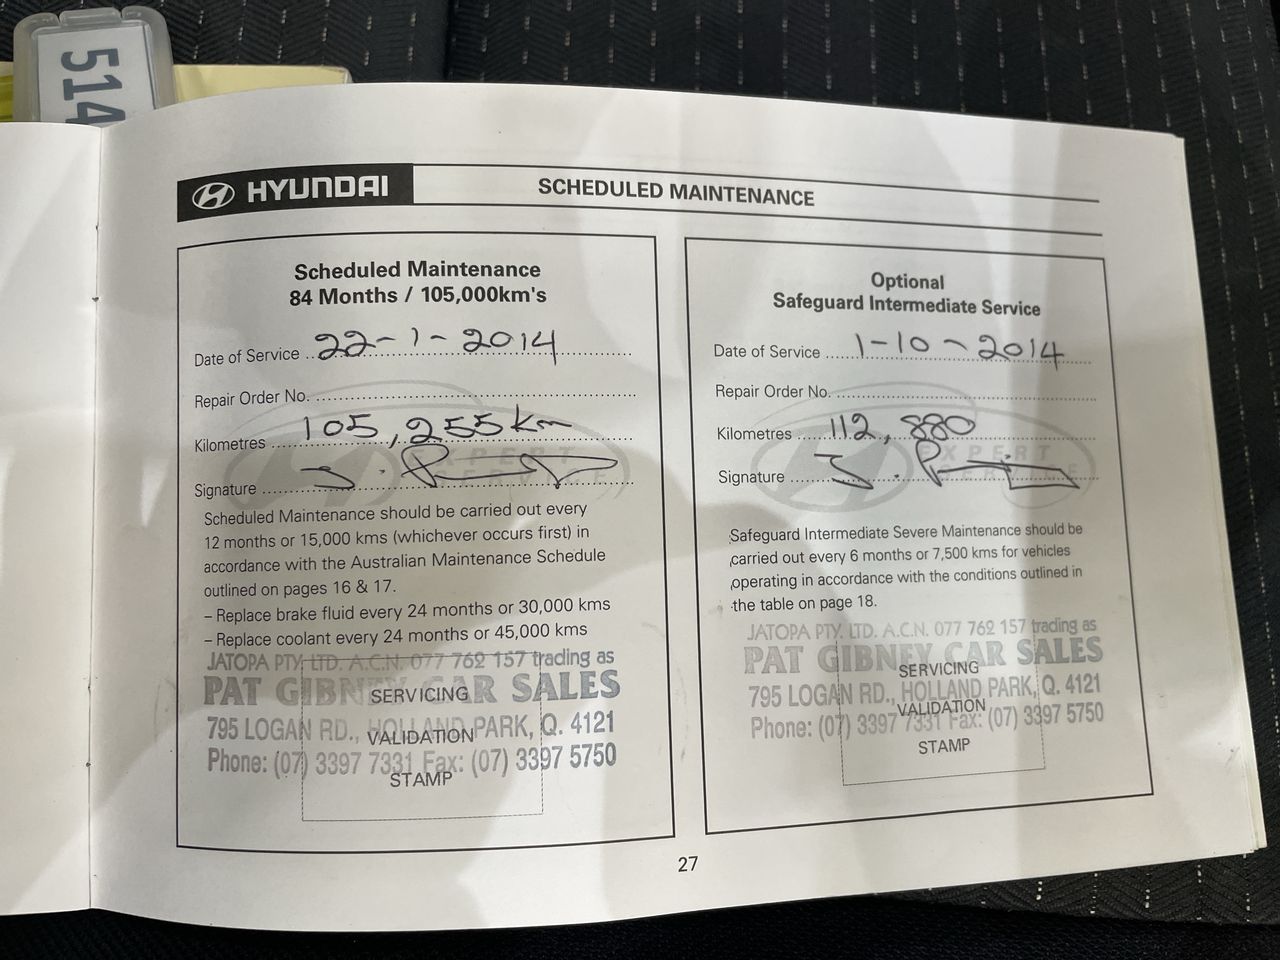 514
HYUNDAI
SCHEDULED MAINTENANCE
Scheduled Maintenance
84 Months / 105,000km's
Date of Service 22-1-2014
Repair Order No.
Kilometres 105,255km
EXPERT
SERVICE
Signature
Scheduled Maintenance should be carried out every
12 months or 15,000 kms (whichever occurs first) in
accordance with the Australian Maintenance Schedule
outlined on pages 16 & 17.
– Replace brake fluid every 24 months or 30,000 kms
– Replace coolant every 24 months or 45,000 kms
JATOPA PTY. LTD. A.C.N. 077 762 157 trading as
PAT GIBNEY CAR SALES
795 LOGAN RD., HOLLAND PARK, Q. 4121
Phone: (07) 3397 7331 Fax: (07) 3397 5750
SERVICING
VALIDATION
STAMP
Optional
Safeguard Intermediate Service
Date of Service 1-10-2014
Repair Order No.
Kilometres 112,880
EXPERT
SERVICE
Signature
Safeguard Intermediate Severe Maintenance should be
carried out every 6 months or 7,500 kms for vehicles
operating in accordance with the conditions outlined in
the table on page 18.
JATOPA PTY. LTD. A.C.N. 077 762 157 trading as
PAT GIBNEY CAR SALES
795 LOGAN RD., HOLLAND PARK, Q. 4121
Phone: (07) 3397 7331 Fax: (07) 3397 5750
SERVICING
VALIDATION
STAMP
27